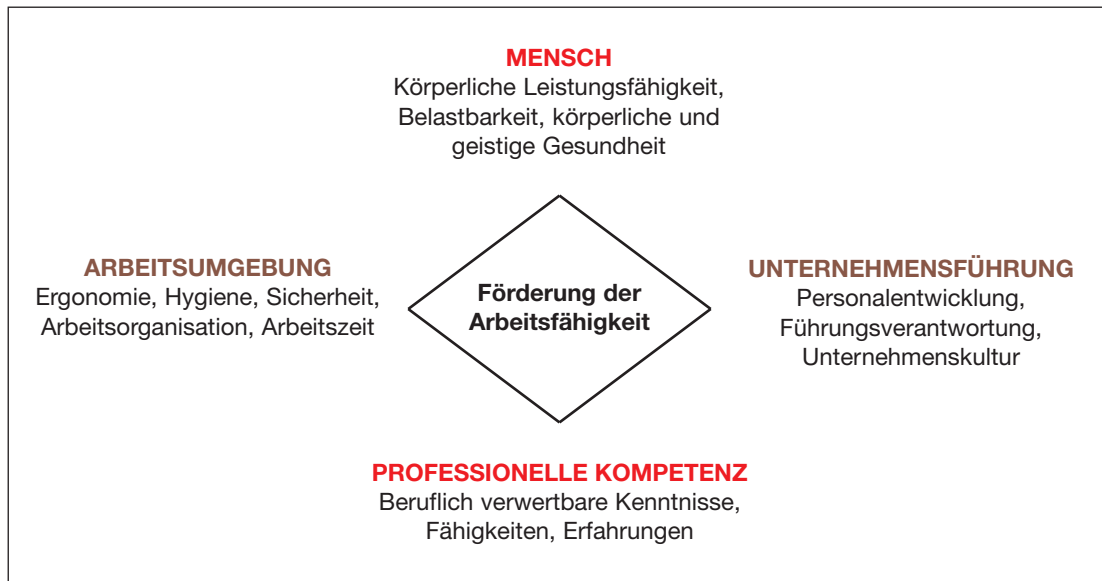 MENSCH
Körperliche Leistungsfähigkeit,
Belastbarkeit, körperliche und
geistige Gesundheit
ARBEITSUMGEBUNG
Ergonomie, Hygiene, Sicherheit,
Arbeitsorganisation, Arbeitszeit
Förderung der
Arbeitsfähigkeit
UNTERNEHMENSFÜHRUNG
Personalentwicklung,
Führungsverantwortung,
Unternehmenskultur
PROFESSIONELLE KOMPETENZ
Beruflich verwertbare Kenntnisse,
Fähigkeiten, Erfahrungen